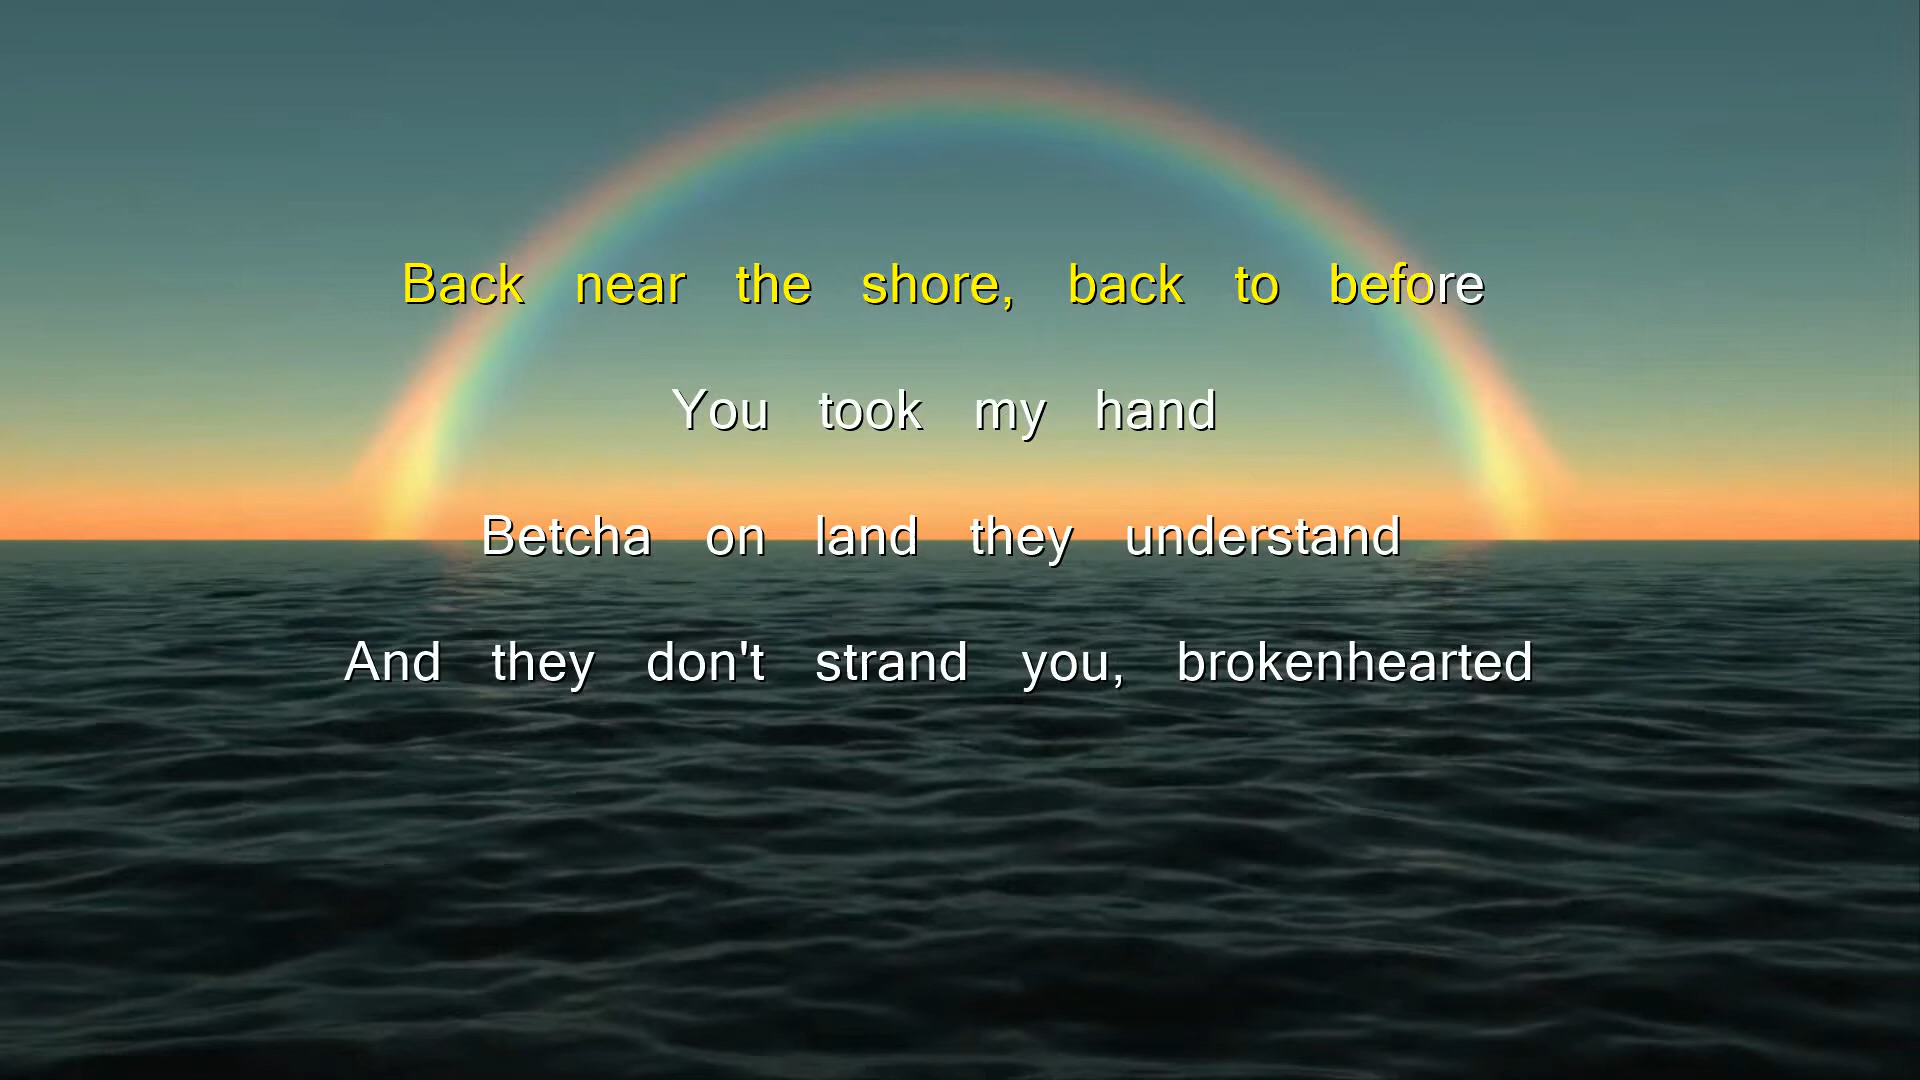 Back near the shore, back to before
You took my hand
Betcha on land they understand
And they don't strand you, brokenhearted